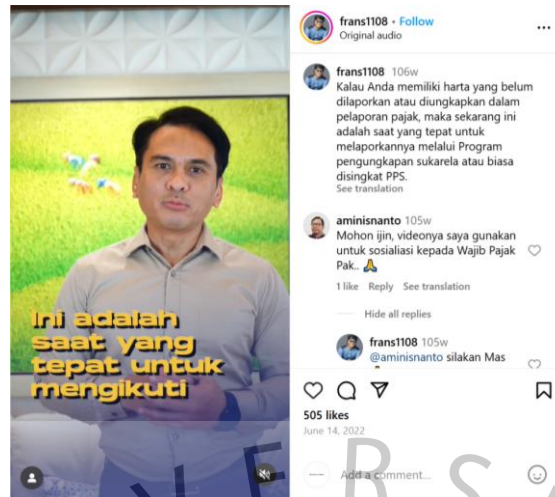 Ini adalah
saat yang
tepat untuk
mengikuti
frans1108 • Follow
Original audio
frans1108 106w
Kalau Anda memiliki harta yang belum
dilaporkan atau diungkapkan dalam
pelaporan pajak, maka sekarang ini
adalah saat yang tepat untuk
melaporkannya melalui Program
pengungkapan sukarela atau biasa
disingkat PPS.
See translation
aminisnanto 105w
Mohon ijin, videonya saya gunakan
untuk sosialiasi kepada Wajib Pajak
Pak.. 🙏
1 like Reply See translation
Hide all replies
frans1108 105w
@aminisnanto silakan Mas
505 likes
June 14, 2022
Add a comment...
V E R S